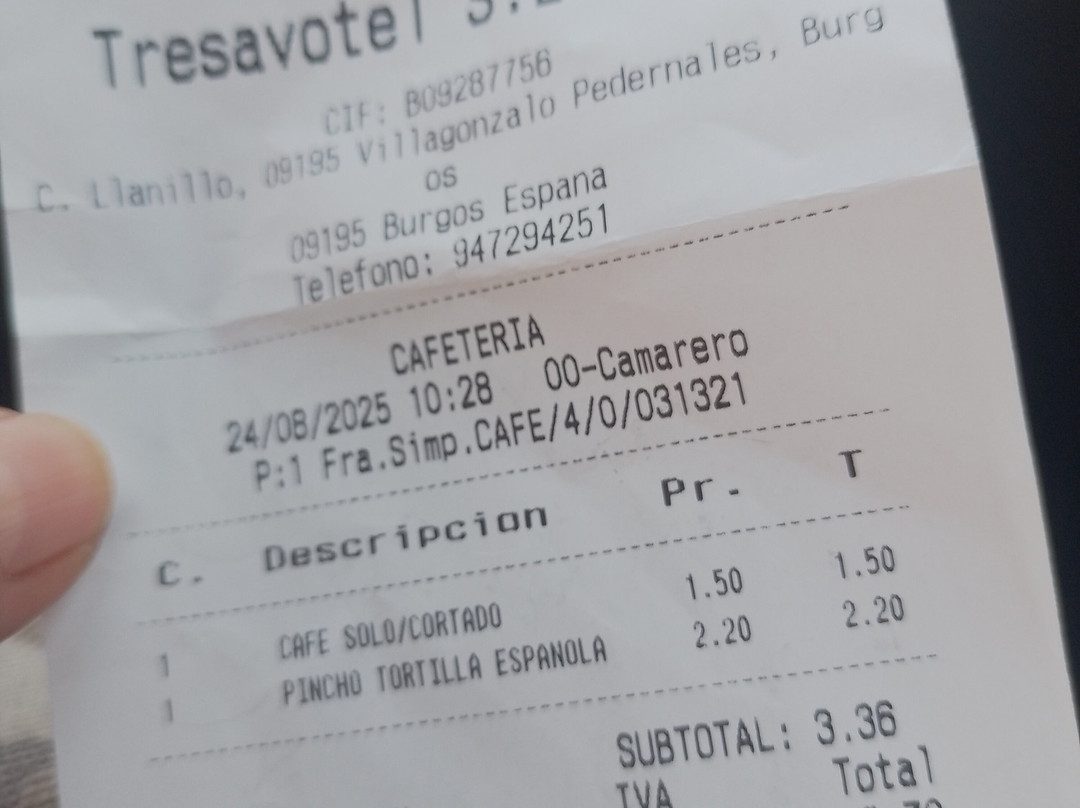 Tresavotel S.
CIF: B09287756
C. Llanillo, 09195 Villagonzalo Pedernales, Burg
os
09195 Burgos Espana
Telefono: 947294251
CAFETERIA
24/08/2025 10:28 00-Camarero
P:1 Fra.Simp.CAFE/4/0/031321
C. Descripcion Pr. T
1 CAFE SOLO/CORTADO 1.50 1.50
1 PINCHO TORTILLA ESPANOLA 2.20 2.20
SUBTOTAL: 3.36
IVA Total